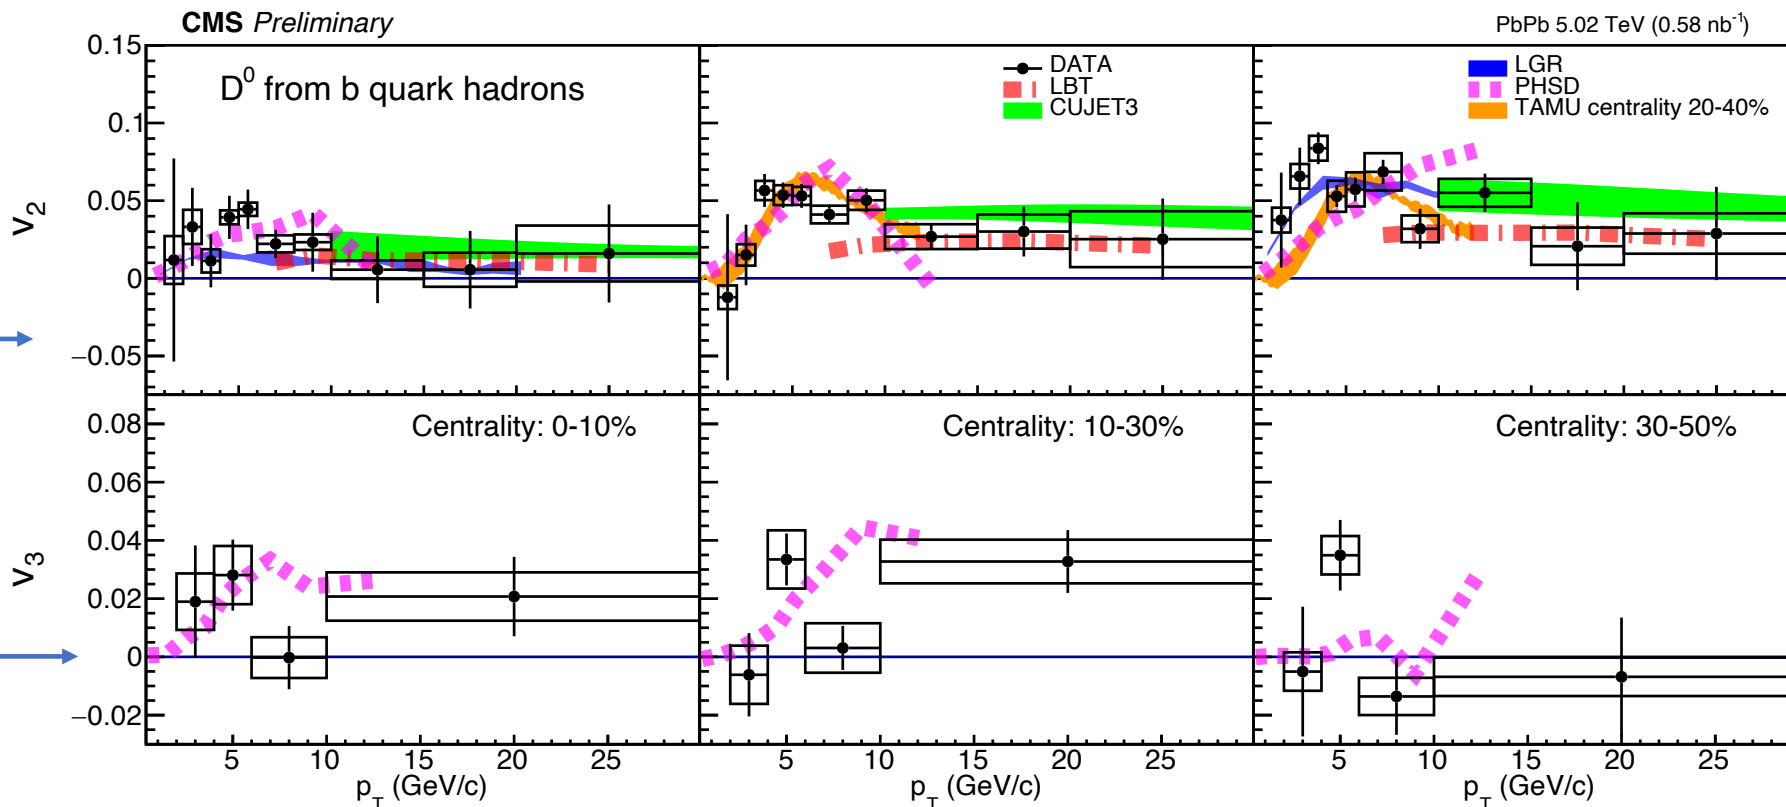 CMS Preliminary
PbPb 5.02 TeV (0.58 nb⁻¹)
D⁰ from b quark hadrons
DATA
LBT
CUJET3
LGR
PHSD
TAMU centrality 20-40%
0.15
0.1
0.05
0
−0.05
v₂
Centrality: 0-10%
Centrality: 10-30%
Centrality: 30-50%
0.08
0.06
0.04
0.02
0
−0.02
v₃
5 10 15 20 25
5 10 15 20 25
5 10 15 20 25
p_T (GeV/c)
p_T (GeV/c)
p_T (GeV/c)